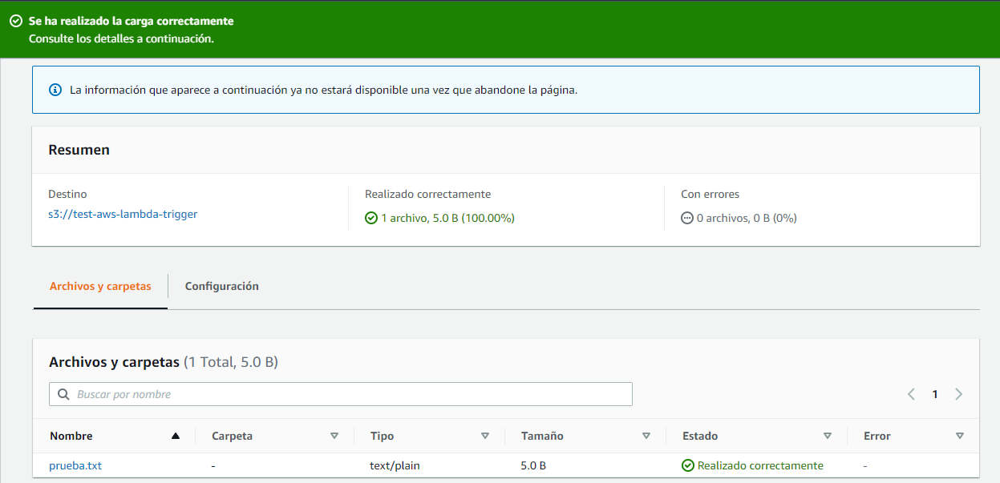 Se ha realizado la carga correctamente
Consulte los detalles a continuación.
La información que aparece a continuación ya no estará disponible una vez que abandone la página.
Resumen
Destino
s3://test-aws-lambda-trigger
Realizado correctamente
1 archivo, 5.0 B (100.00%)
Con errores
0 archivos, 0 B (0%)
Archivos y carpetas
Configuración
Archivos y carpetas (1 Total, 5.0 B)
Buscar por nombre
1
Nombre Carpeta Tipo Tamaño Estado Error
prueba.txt - text/plain 5.0 B Realizado correctamente -